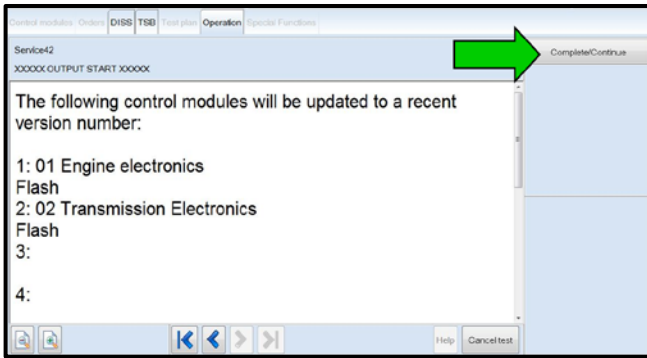 Control modules Orders DISS TSB Test plan Operation Special Functions
Service42
XXXXX OUTPUT START XXXXX
Complete/Continue
The following control modules will be updated to a recent
version number:
1: 01 Engine electronics
Flash
2: 02 Transmission Electronics
Flash
3:
4:
Help Cancel test